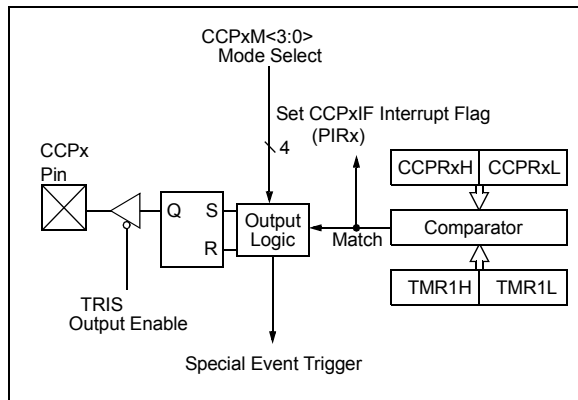 CCPxM<3:0>
Mode Select
Set CCPxIF Interrupt Flag
(PIRx)
4
CCPx
Pin
CCPRxH CCPRxL
Q S
R
Output
Logic
Match
Comparator
TRIS
Output Enable
TMR1H TMR1L
Special Event Trigger